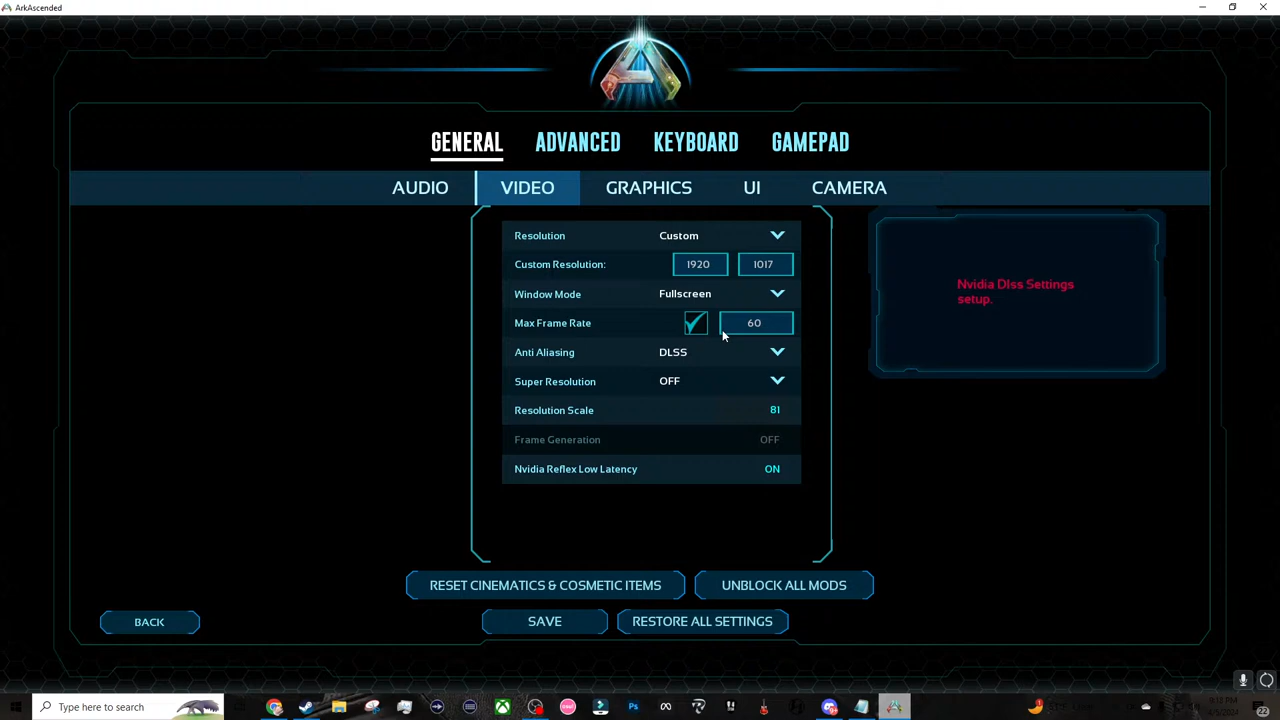 ArkAscended
GENERAL ADVANCED KEYBOARD GAMEPAD
AUDIO VIDEO GRAPHICS UI CAMERA
Resolution Custom
Custom Resolution: 1920 1017
Window Mode Fullscreen
Max Frame Rate 60
Anti Aliasing DLSS
Super Resolution OFF
Resolution Scale 81
Frame Generation OFF
Nvidia Reflex Low Latency ON
Nvidia Dlss Settings
setup.
RESET CINEMATICS & COSMETIC ITEMS UNBLOCK ALL MODS
SAVE RESTORE ALL SETTINGS
BACK
Type here to search
22